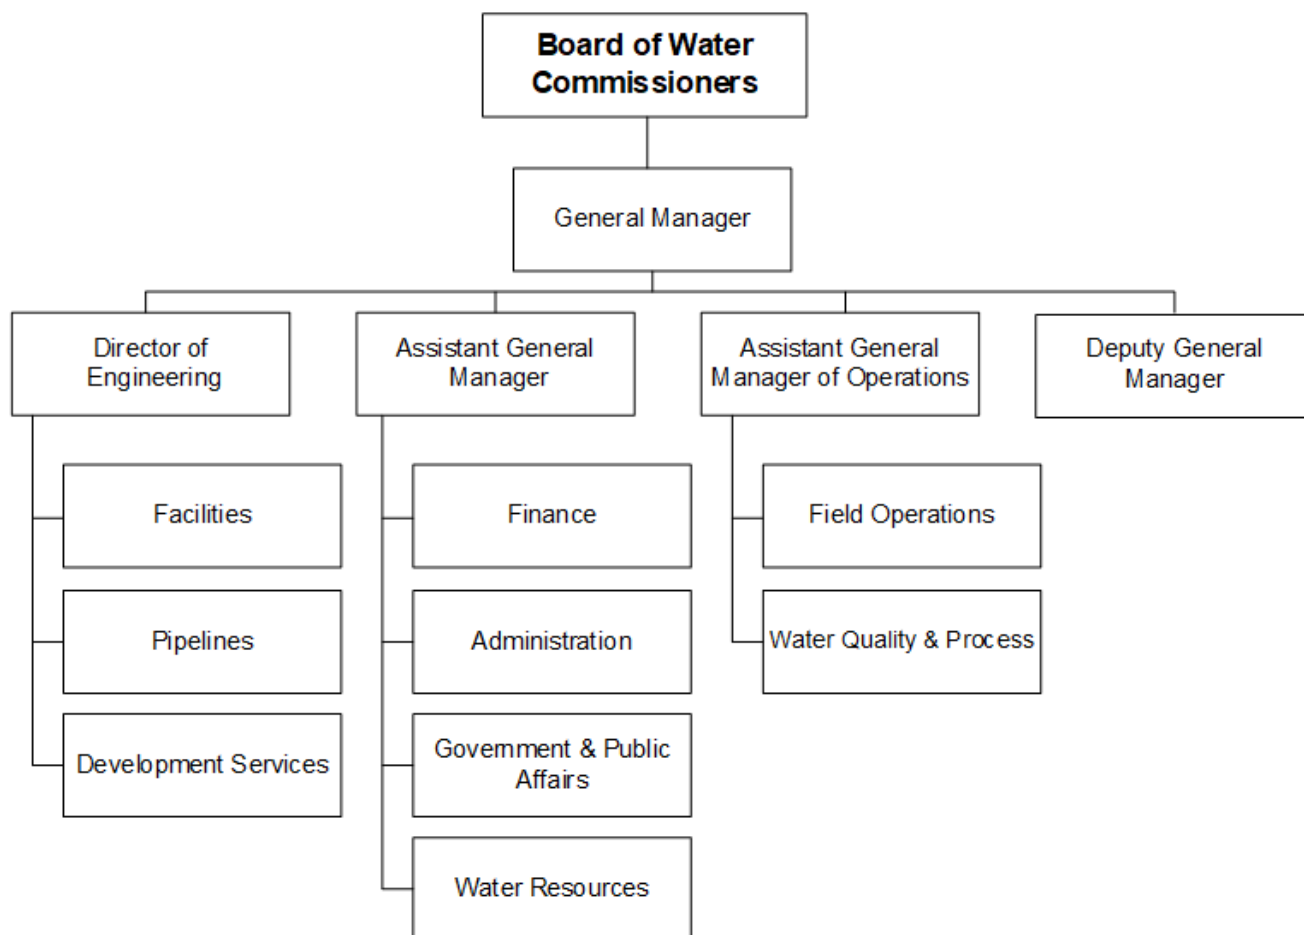 Board of Water
Commissioners
General Manager
Director of
Engineering
Assistant General
Manager
Assistant General
Manager of Operations
Deputy General
Manager
Facilities
Finance
Field Operations
Pipelines
Administration
Water Quality & Process
Development Services
Government & Public
Affairs
Water Resources